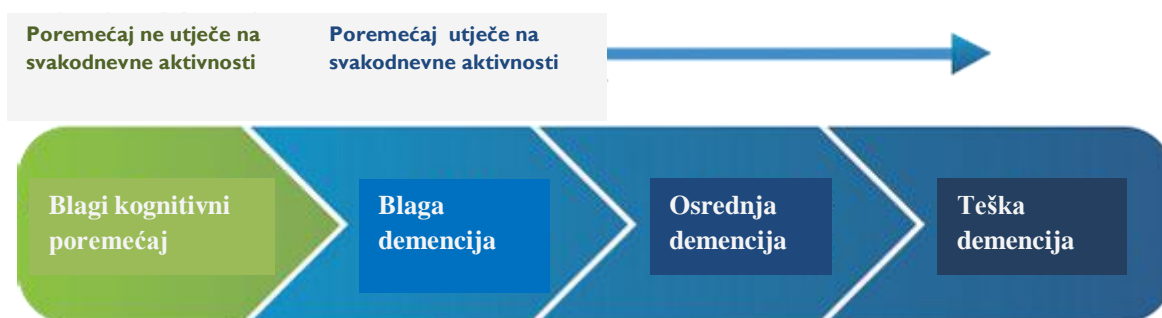 Poremećaj ne utječe na
svakodnevne aktivnosti
Poremećaj utječe na
svakodnevne aktivnosti
Blagi kognitivni
poremećaj
Blaga
demencija
Osrednja
demencija
Teška
demencija